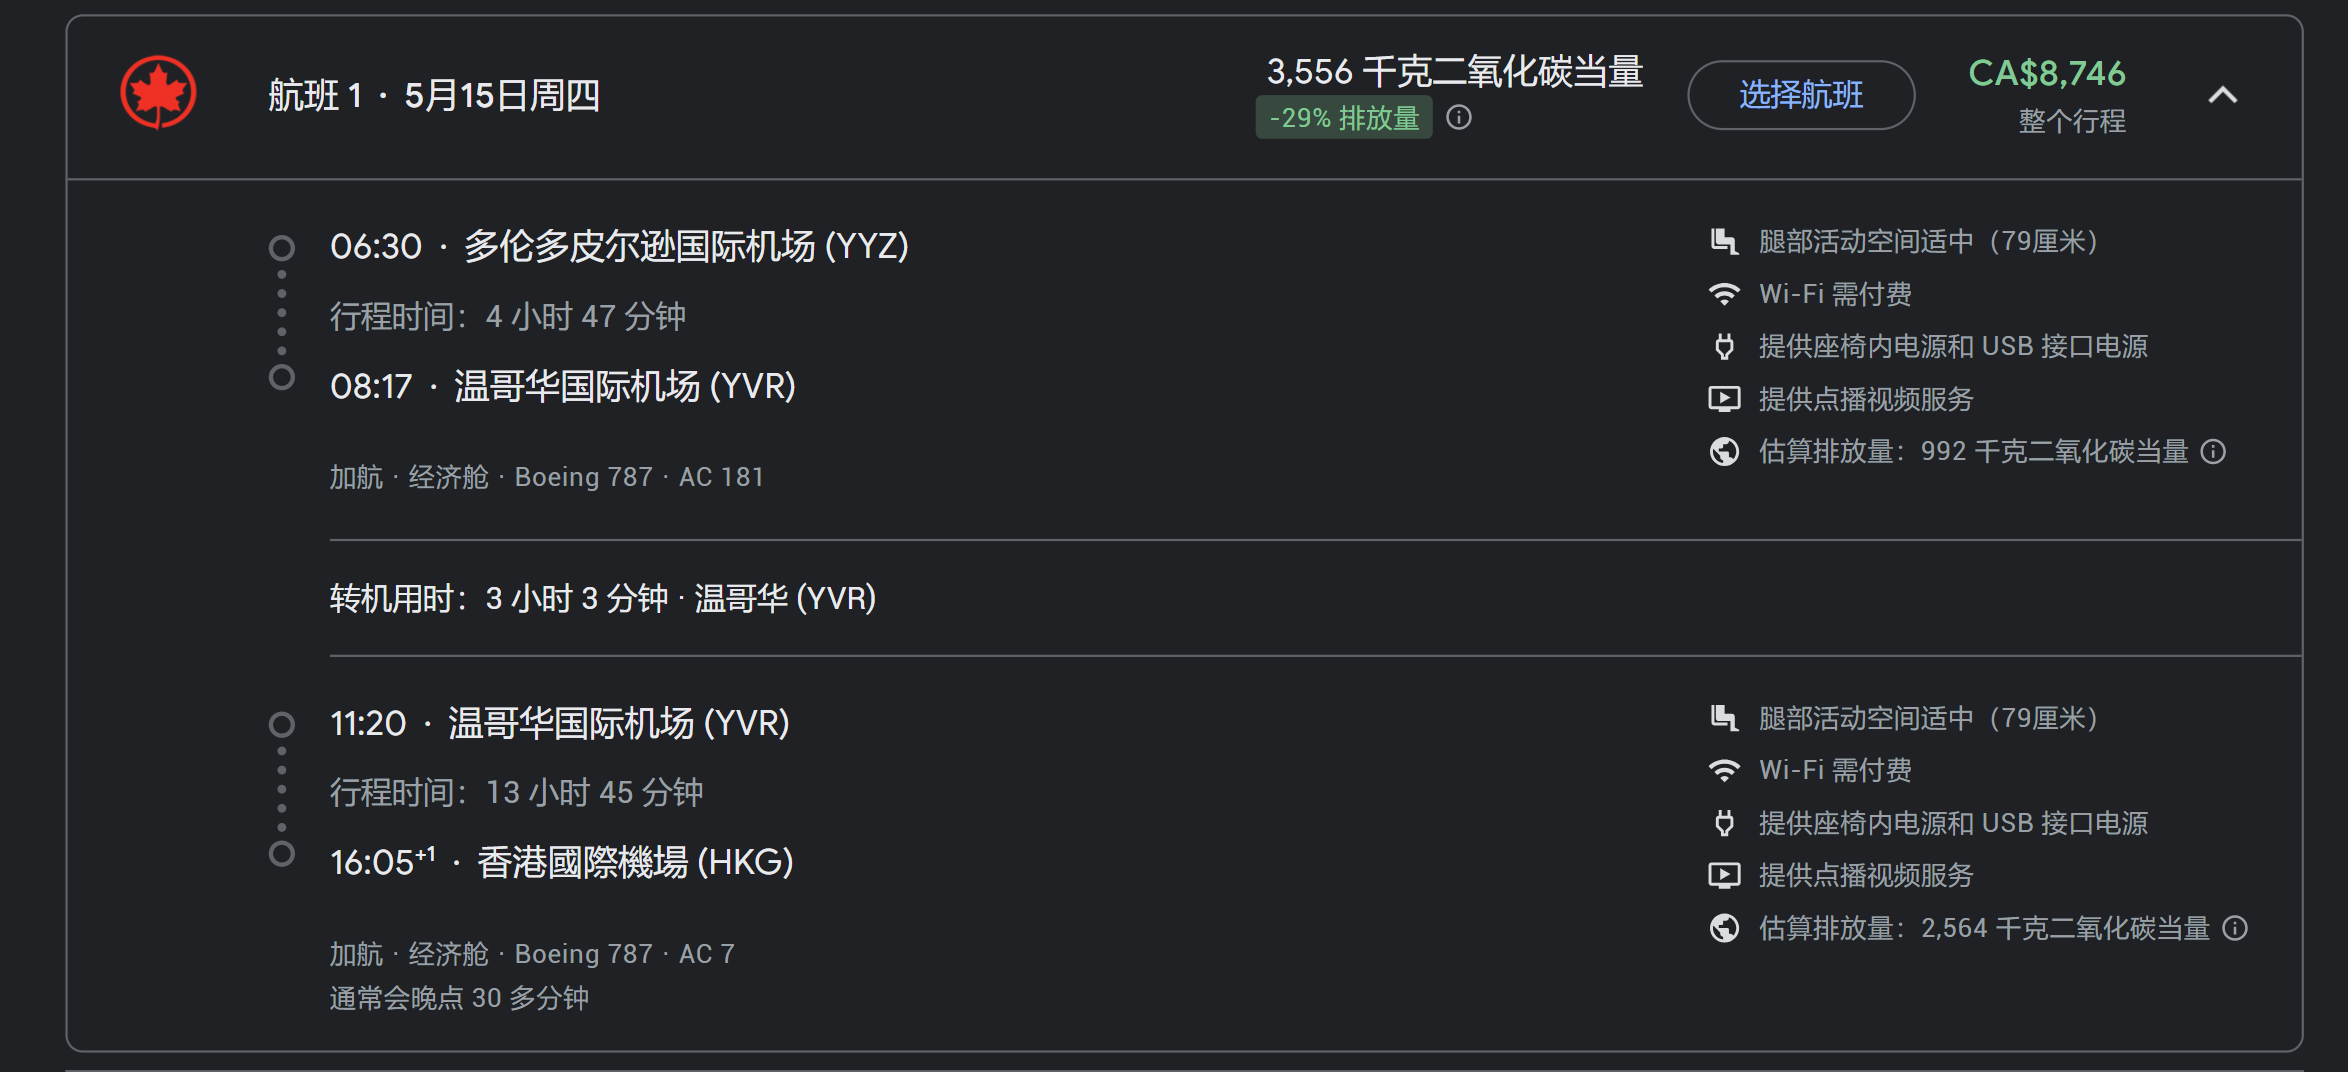 航班 1 · 5月15日周四
3,556 千克二氧化碳当量
-29% 排放量
选择航班
CA$8,746
整个行程
06:30 · 多伦多皮尔逊国际机场 (YYZ)
行程时间：4 小时 47 分钟
08:17 · 温哥华国际机场 (YVR)
加航 · 经济舱 · Boeing 787 · AC 181
腿部活动空间适中（79厘米）
Wi-Fi 需付费
提供座椅内电源和 USB 接口电源
提供点播视频服务
估算排放量：992 千克二氧化碳当量
转机用时：3 小时 3 分钟 · 温哥华 (YVR)
11:20 · 温哥华国际机场 (YVR)
行程时间：13 小时 45 分钟
16:05+1 · 香港國際機場 (HKG)
加航 · 经济舱 · Boeing 787 · AC 7
通常会晚点 30 多分钟
腿部活动空间适中（79厘米）
Wi-Fi 需付费
提供座椅内电源和 USB 接口电源
提供点播视频服务
估算排放量：2,564 千克二氧化碳当量